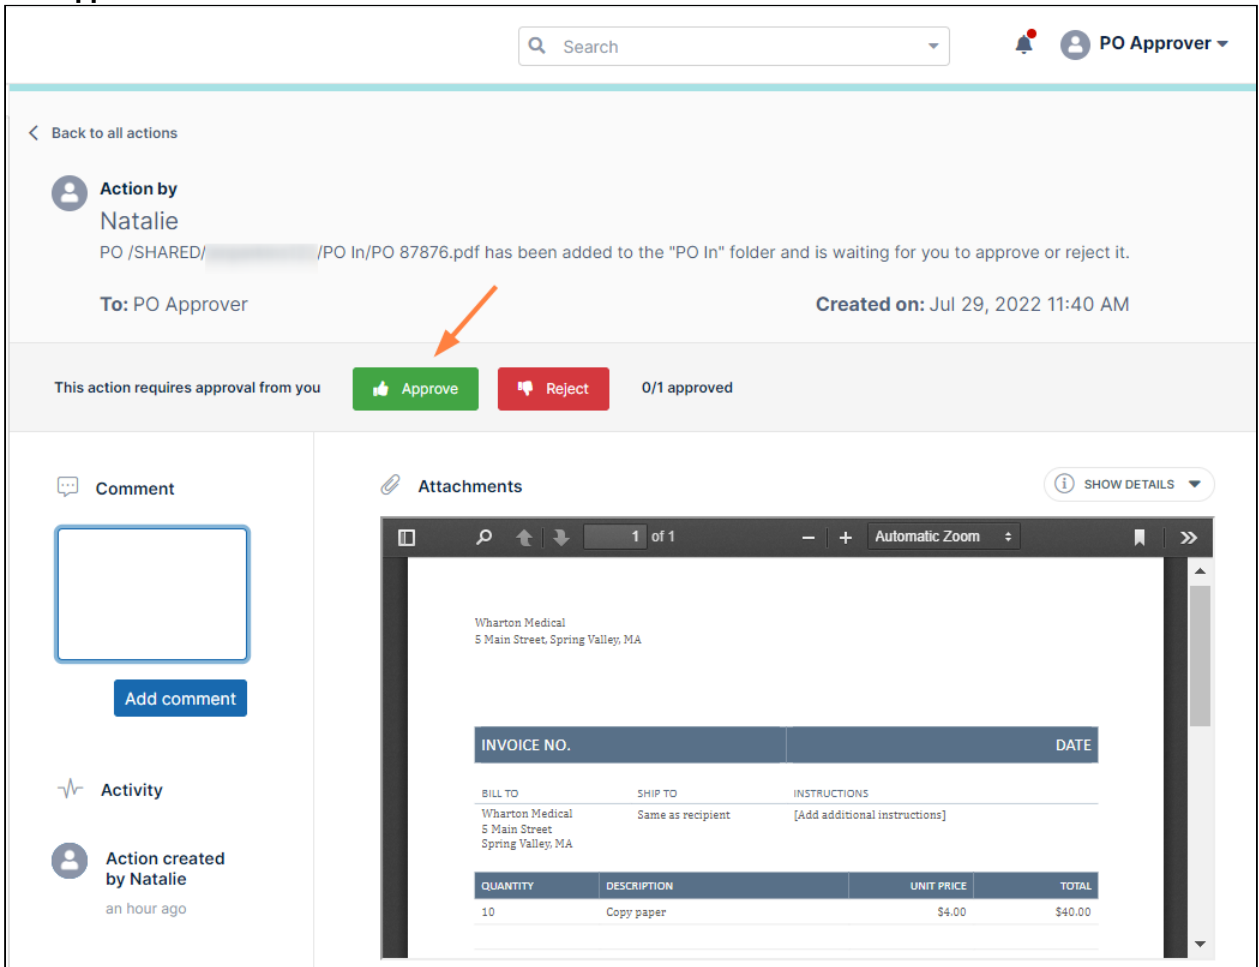 Search
PO Approver
Back to all actions
Action by
Natalie
PO /SHARED/ /PO In/PO 87876.pdf has been added to the "PO In" folder and is waiting for you to approve or reject it.
To: PO Approver
Created on: Jul 29, 2022 11:40 AM
This action requires approval from you
Approve
Reject
0/1 approved
Comment
Add comment
Activity
Action created
by Natalie
an hour ago
Attachments
SHOW DETAILS
1 of 1
Automatic Zoom
Wharton Medical
5 Main Street, Spring Valley, MA
INVOICE NO. DATE
BILL TO SHIP TO INSTRUCTIONS
Wharton Medical Same as recipient [Add additional instructions]
5 Main Street
Spring Valley, MA
QUANTITY DESCRIPTION UNIT PRICE TOTAL
10 Copy paper $4.00 $40.00